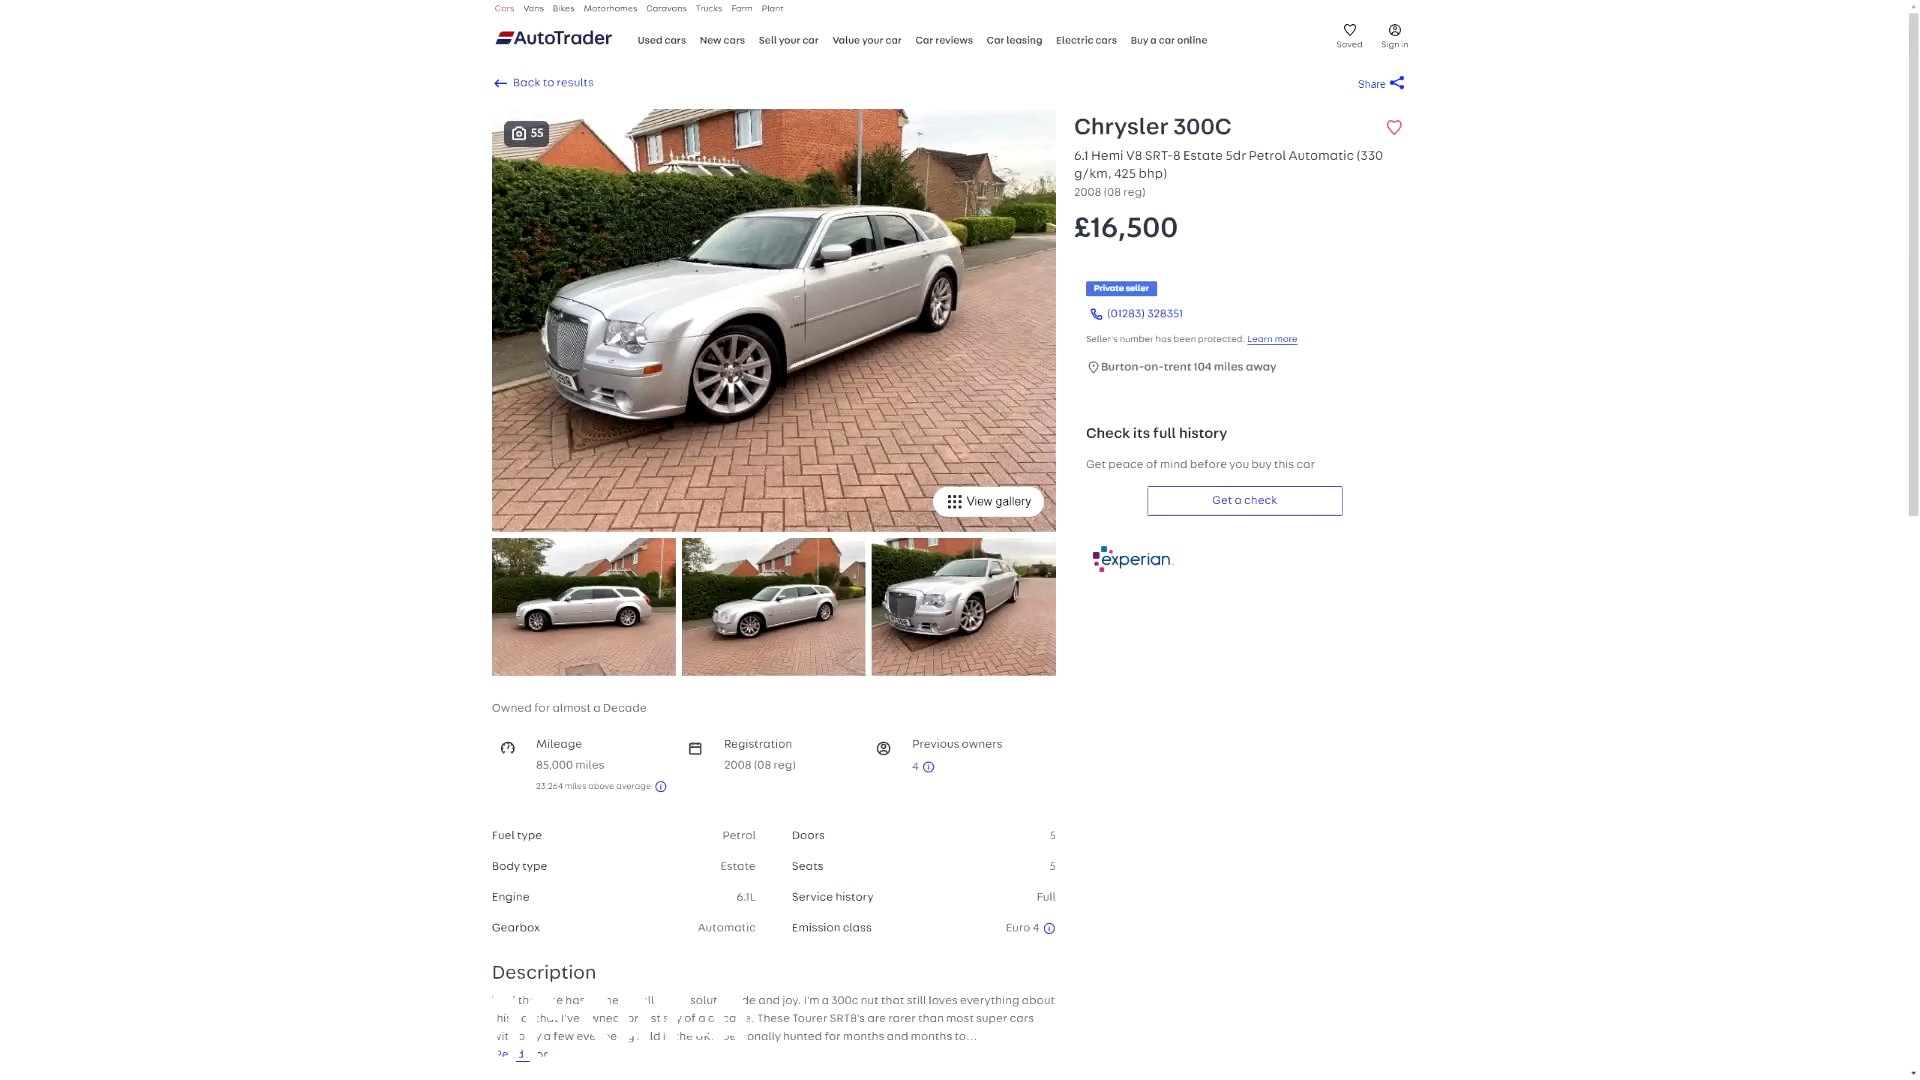 Cars Vans Bikes Motorhomes Caravans Trucks Farm Plant
AutoTrader Used cars New cars Sell your car Value your car Car reviews Car leasing Electric cars Buy a car online Saved Sign in
Back to results
Share
55
View gallery
Chrysler 300C
6.1 Hemi V8 SRT-8 Estate 5dr Petrol Automatic (330
g/km, 425 bhp)
2008 (08 reg)
£16,500
Private seller
(01283) 328351
Seller's number has been protected. Learn more
Burton-on-trent 104 miles away
Check its full history
Get peace of mind before you buy this car
Get a check
experian.
Owned for almost a Decade
Mileage
85,000 miles
23,264 miles above average
Registration
2008 (08 reg)
Previous owners
4
Fuel type Petrol
Body type Estate
Engine 6.1L
Gearbox Automatic
Doors 5
Seats 5
Service history Full
Emission class Euro 4
Description
and joy. I'm a 300c nut that still loves everything about
I've of a These Tourer SRT8's are rarer than most super cars
a few the hunted for months and months to...